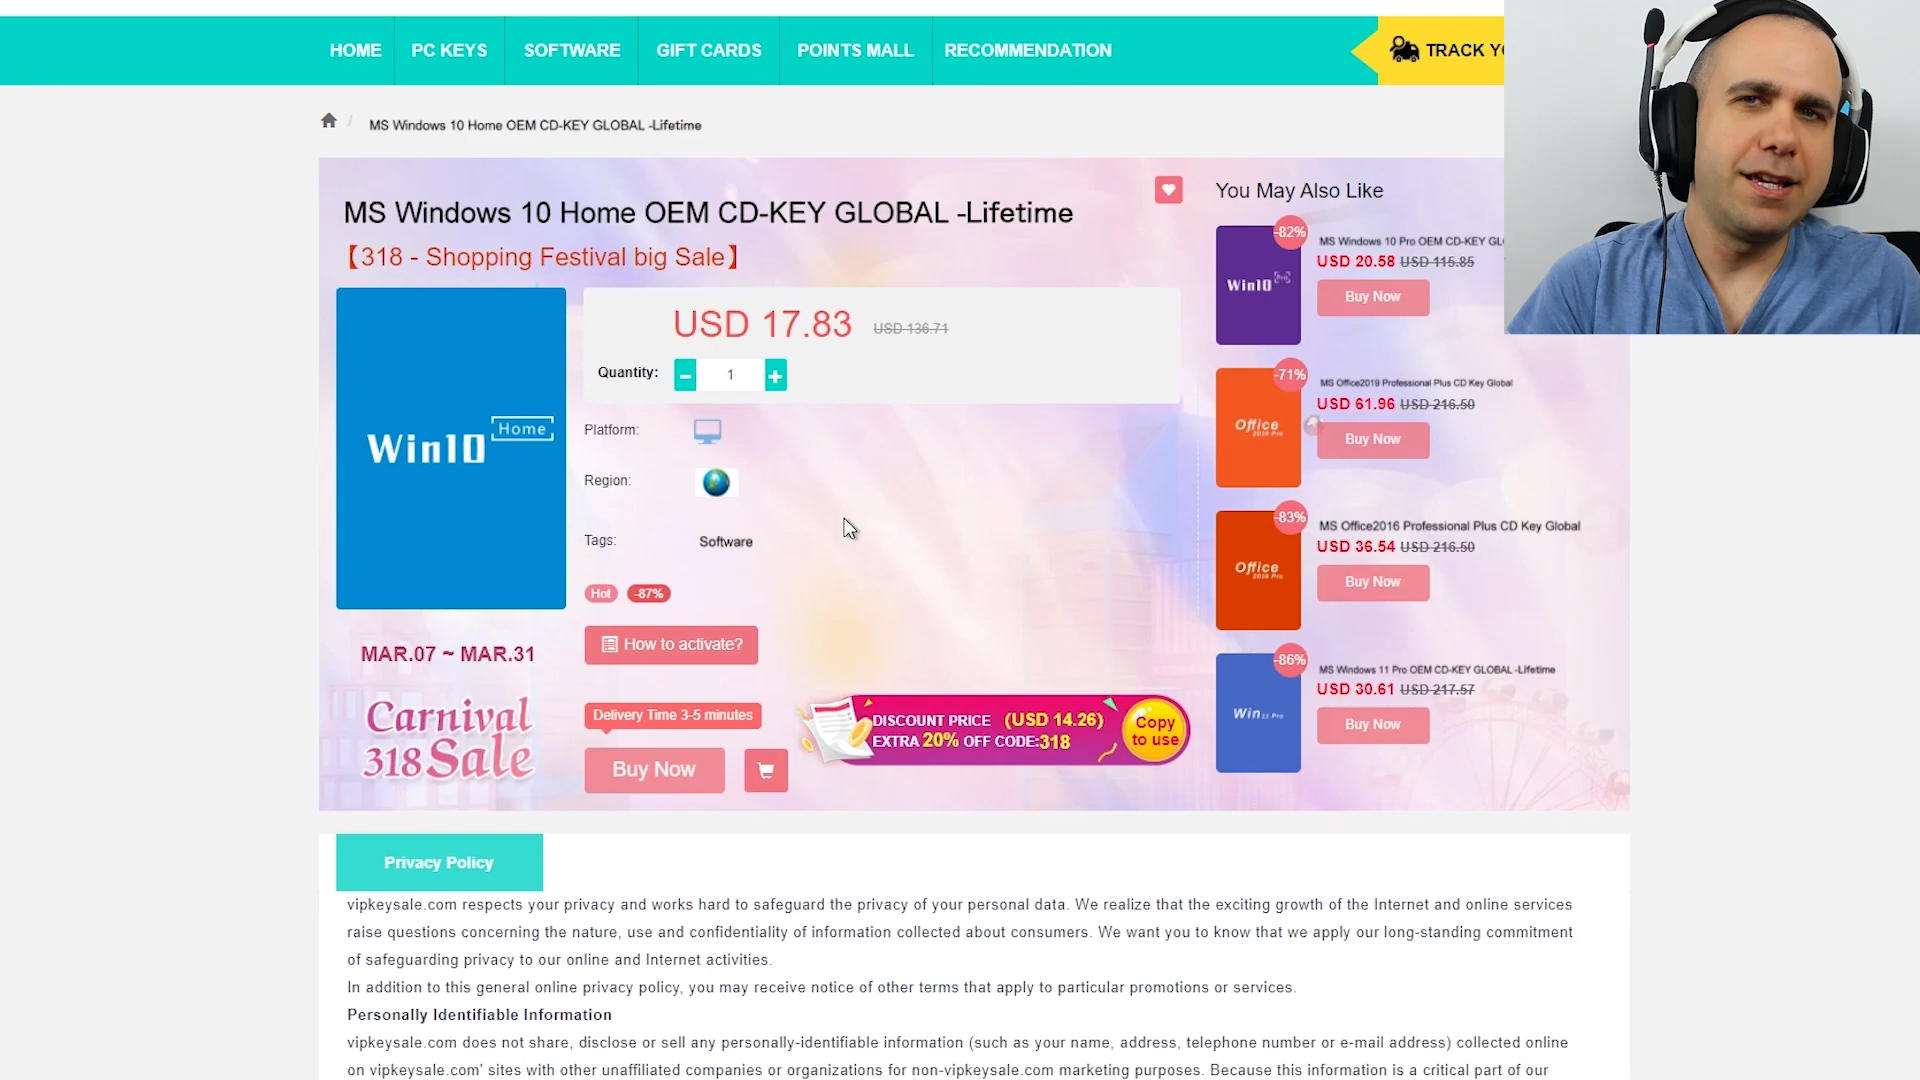 HOME PC KEYS SOFTWARE GIFT CARDS POINTS MALL RECOMMENDATION TRACK
/ MS Windows 10 Home OEM CD-KEY GLOBAL -Lifetime
MS Windows 10 Home OEM CD-KEY GLOBAL -Lifetime
【318 - Shopping Festival big Sale】
Win10 Home
USD 17.83 USD 136.71
Quantity: - 1 +
Platform:
Region:
Tags: Software
Hot -87%
How to activate?
MAR.07 ~ MAR.31
Carnival
318 Sale
Delivery Time 3-5 minutes
Buy Now
DISCOUNT PRICE (USD 14.26)
EXTRA 20% OFF CODE:318
Copy
to use
You May Also Like
-82%
Win10 Pro
MS Windows 10 Pro OEM CD-KEY
USD 20.58 USD 115.85
Buy Now
-71%
Office
2019 Pro
MS Office2019 Professional Plus CD Key Global
USD 61.96 USD 216.50
Buy Now
-83%
Office
2016 Pro
MS Office2016 Professional Plus CD Key Global
USD 36.54 USD 216.50
Buy Now
-86%
Win 11 Pro
MS Windows 11 Pro OEM CD-KEY GLOBAL -Lifetime
USD 30.61 USD 217.57
Buy Now
Privacy Policy
vipkeysale.com respects your privacy and works hard to safeguard the privacy of your personal data. We realize that the exciting growth of the Internet and online services
raise questions concerning the nature, use and confidentiality of information collected about consumers. We want you to know that we apply our long-standing commitment
of safeguarding privacy to our online and Internet activities.
In addition to this general online privacy policy, you may receive notice of other terms that apply to particular promotions or services.
Personally Identifiable Information
vipkeysale.com does not share, disclose or sell any personally-identifiable information (such as your name, address, telephone number or e-mail address) collected online
on vipkeysale.com' sites with other unaffiliated companies or organizations for non-vipkeysale.com marketing purposes. Because this information is a critical part of our